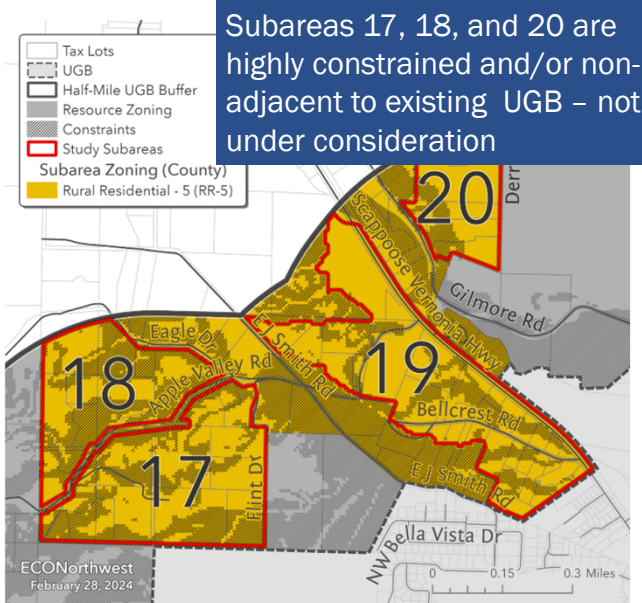 Subareas 17, 18, and 20 are
highly constrained and/or non-
adjacent to existing UGB – not
under consideration
Tax Lots
UGB
Half-Mile UGB Buffer
Resource Zoning
Constraints
Study Subareas
Subarea Zoning (County)
Rural Residential - 5 (RR-5)
20
Derr
Scappoose Vernonia Hwy
Gilmore Rd
Eagle Dr
E J Smith Rd
19
18
Apple Valley Rd
Bellcrest Rd
17
Flint Dr
E J Smith Rd
NW Bella Vista Dr
ECONorthwest
February 28, 2024
0 0.15 0.3 Miles